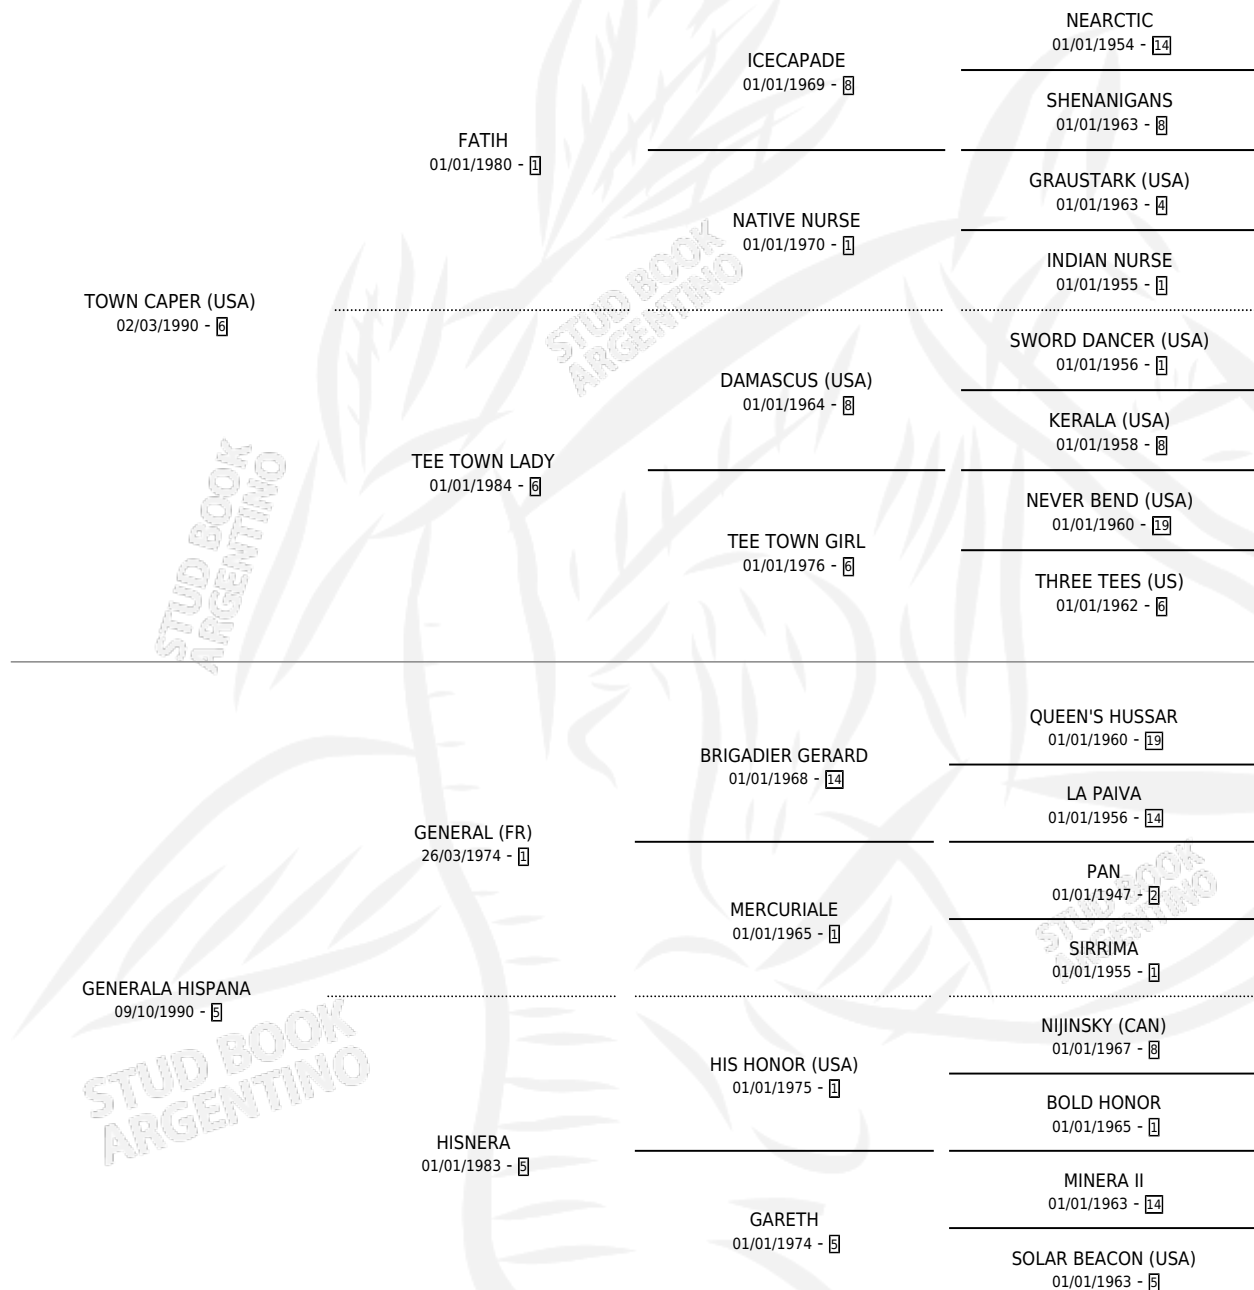 NEARCTIC
01/01/1954 - 14
ICECAPADE
01/01/1969 - 8
SHENANIGANS
01/01/1963 - 8
FATIH
01/01/1980 - 1
GRAUSTARK (USA)
01/01/1963 - 4
NATIVE NURSE
01/01/1970 - 1
INDIAN NURSE
01/01/1955 - 1
TOWN CAPER (USA)
02/03/1990 - 6
SWORD DANCER (USA)
01/01/1956 - 1
DAMASCUS (USA)
01/01/1964 - 8
KERALA (USA)
01/01/1958 - 8
TEE TOWN LADY
01/01/1984 - 6
NEVER BEND (USA)
01/01/1960 - 19
TEE TOWN GIRL
01/01/1976 - 6
THREE TEES (US)
01/01/1962 - 6
QUEEN'S HUSSAR
01/01/1960 - 19
BRIGADIER GERARD
01/01/1968 - 14
LA PAIVA
01/01/1956 - 14
GENERAL (FR)
26/03/1974 - 1
PAN
01/01/1947 - 2
MERCURIALE
01/01/1965 - 1
SIRRIMA
01/01/1955 - 1
GENERALA HISPANA
09/10/1990 - 5
NIJINSKY (CAN)
01/01/1967 - 8
HIS HONOR (USA)
01/01/1975 - 1
BOLD HONOR
01/01/1965 - 1
HISNERA
01/01/1983 - 5
MINERA II
01/01/1963 - 14
GARETH
01/01/1974 - 5
SOLAR BEACON (USA)
01/01/1963 - 5
STUD BOOK
ARGENTINO
STUD BOOK
ARGENTINO
STUD BOOK
ARGENTINO
STUD BOOK
ARGENTINO